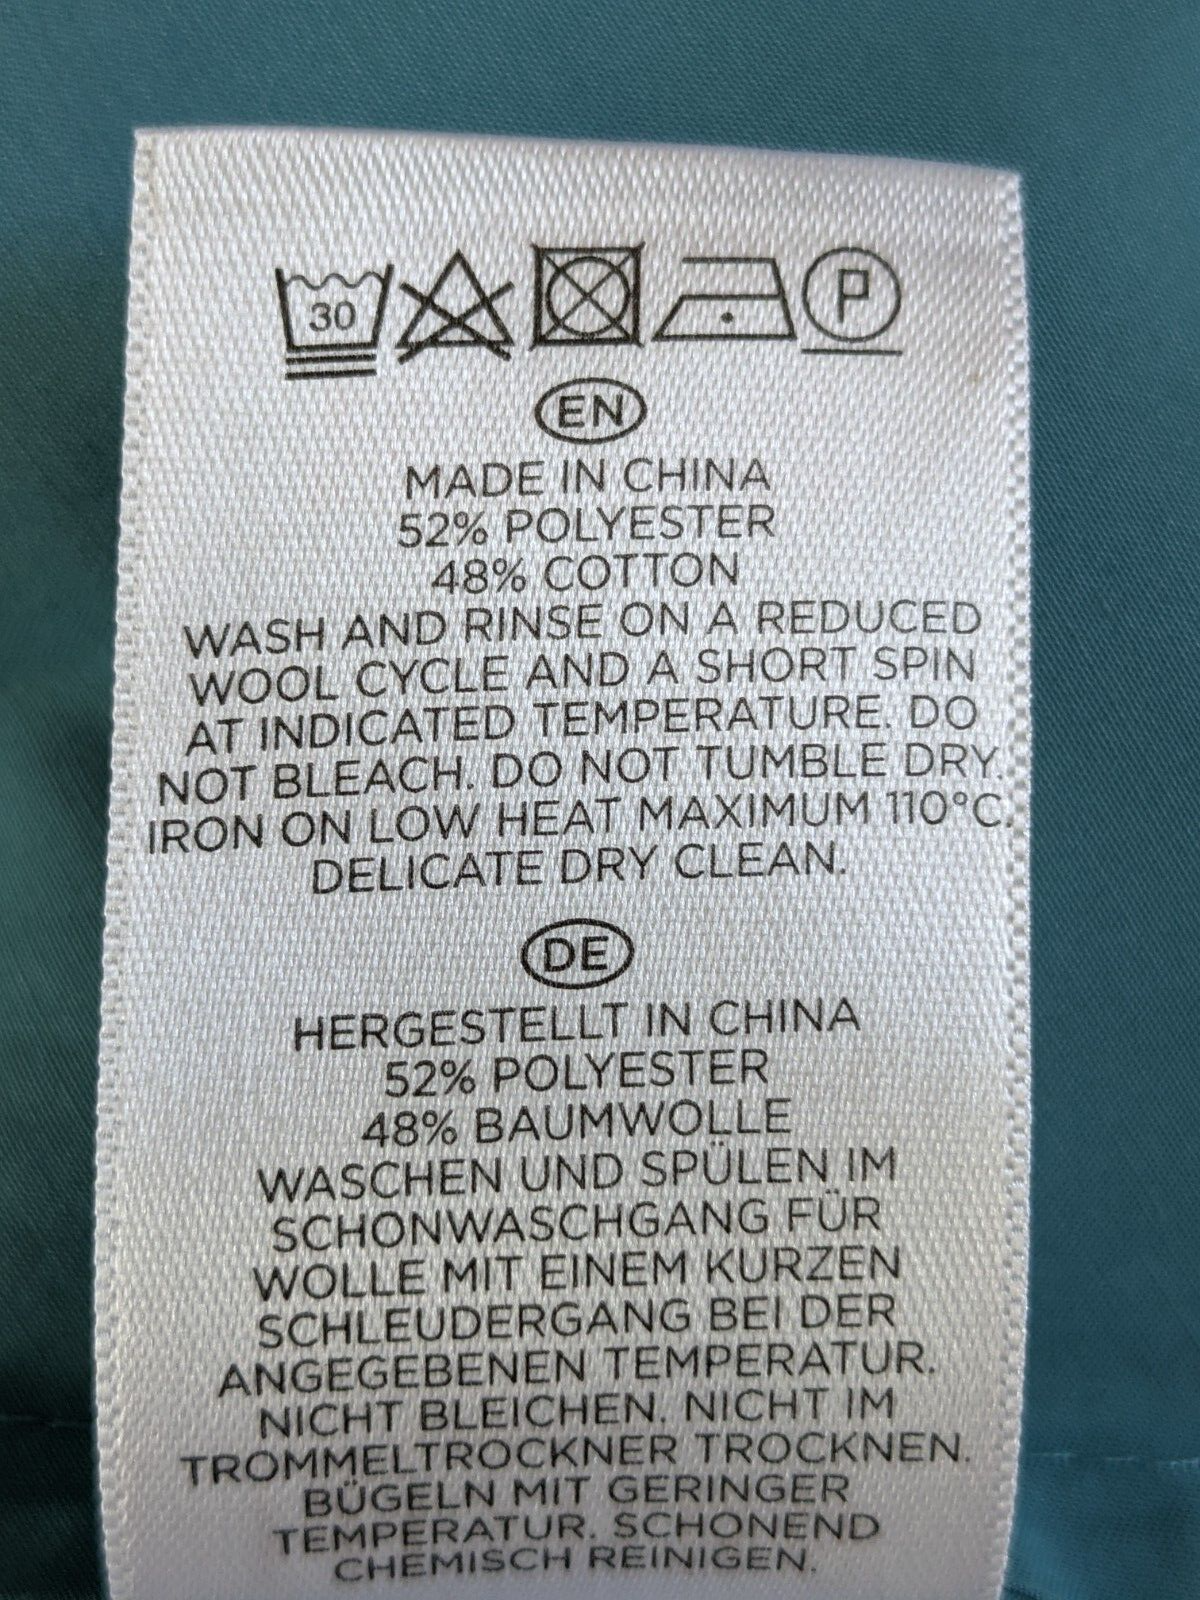 30 P
EN
MADE IN CHINA
52% POLYESTER
48% COTTON
WASH AND RINSE ON A REDUCED
WOOL CYCLE AND A SHORT SPIN
AT INDICATED TEMPERATURE. DO
NOT BLEACH. DO NOT TUMBLE DRY.
IRON ON LOW HEAT MAXIMUM 110°C.
DELICATE DRY CLEAN.
DE
HERGESTELLT IN CHINA
52% POLYESTER
48% BAUMWOLLE
WASCHEN UND SPÜLEN IM
SCHONWASCHGANG FÜR
WOLLE MIT EINEM KURZEN
SCHLEUDERGANG BEI DER
ANGEGEBENEN TEMPERATUR.
NICHT BLEICHEN. NICHT IM
TROMMELTROCKNER TROCKNEN.
BÜGELN MIT GERINGER
TEMPERATUR. SCHONEND
CHEMISCH REINIGEN.